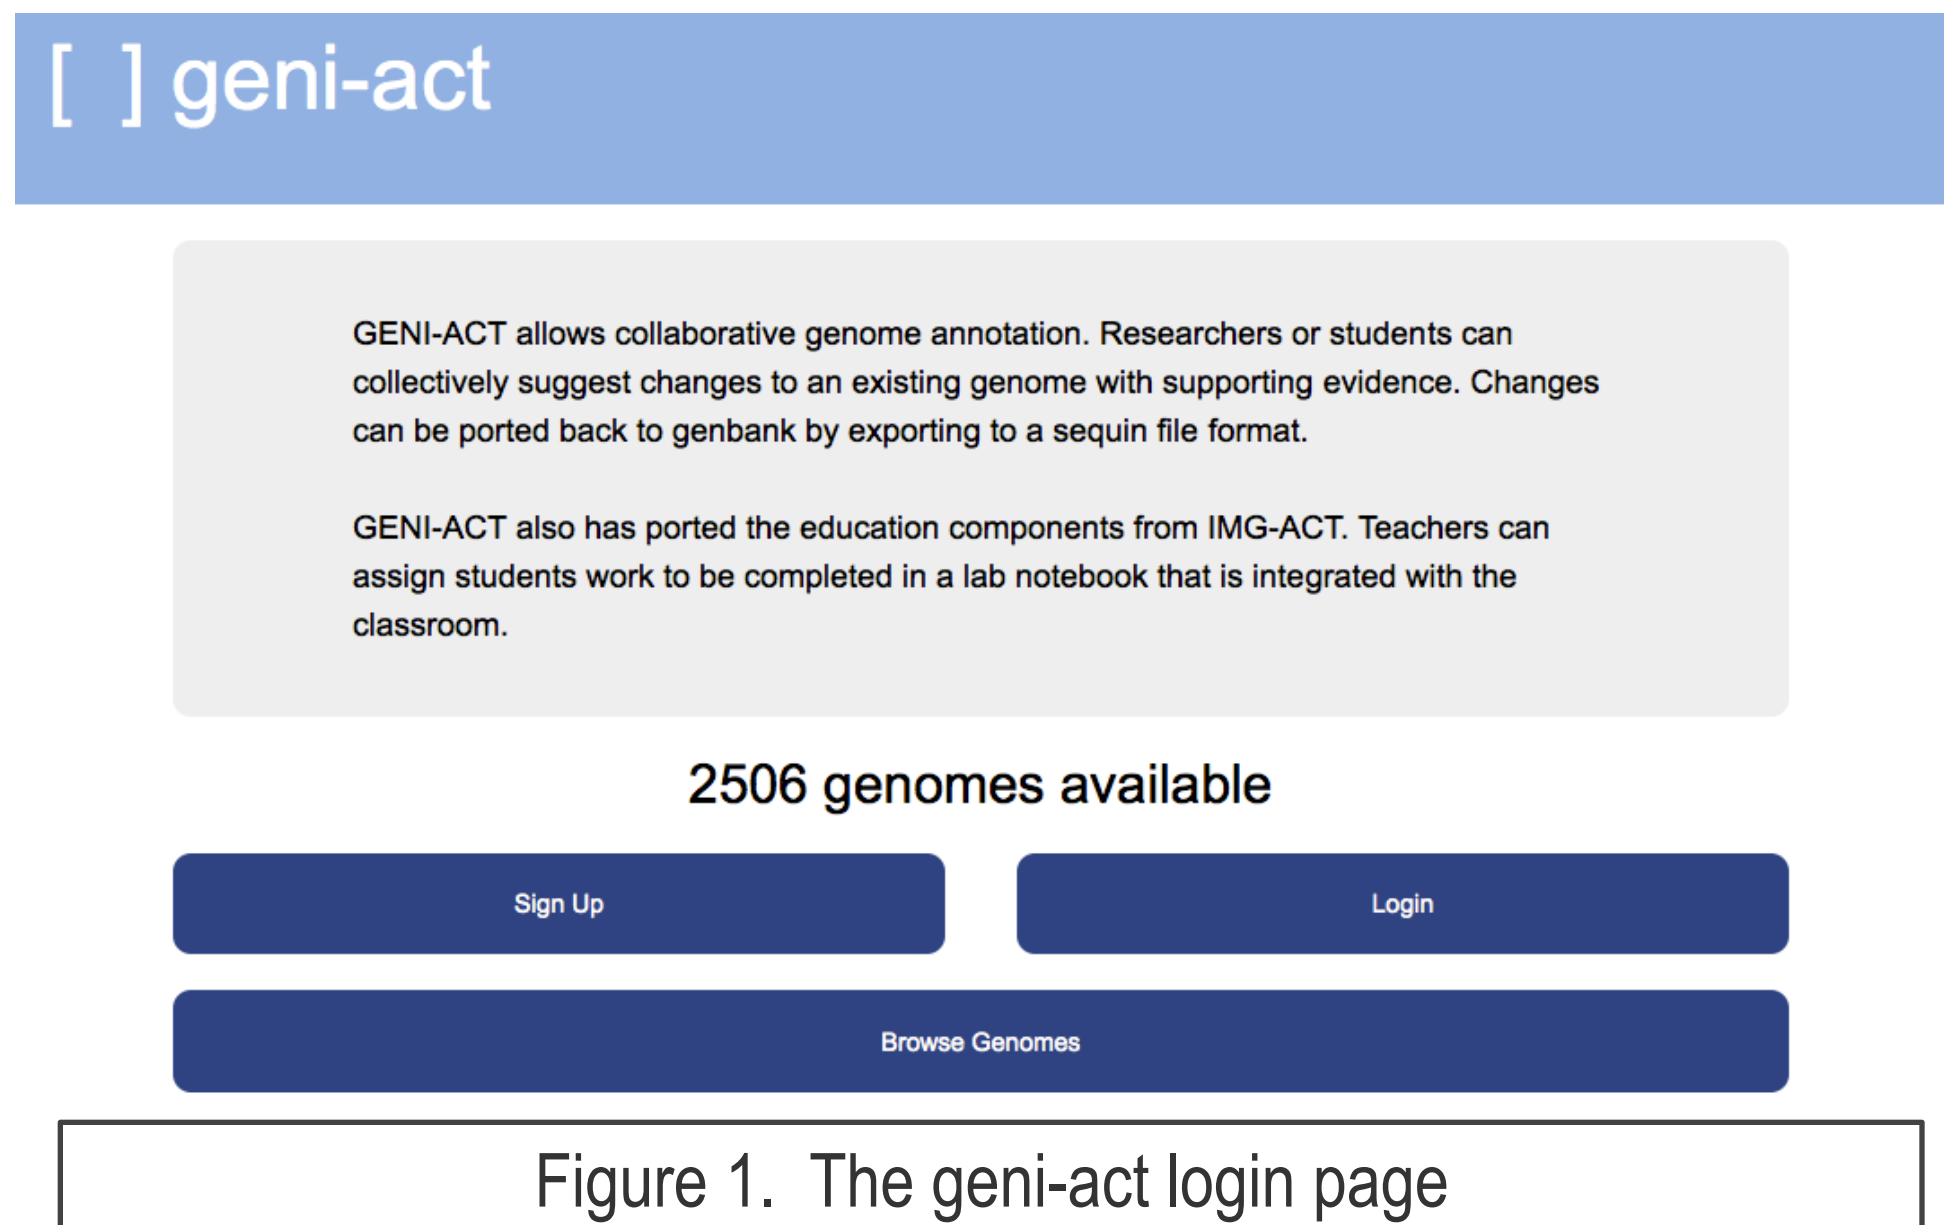 [ ] geni-act
GENI-ACT allows collaborative genome annotation. Researchers or students can
collectively suggest changes to an existing genome with supporting evidence. Changes
can be ported back to genbank by exporting to a sequin file format.
GENI-ACT also has ported the education components from IMG-ACT. Teachers can
assign students work to be completed in a lab notebook that is integrated with the
classroom.
2506 genomes available
Sign Up
Login
Browse Genomes
Figure 1. The geni-act login page